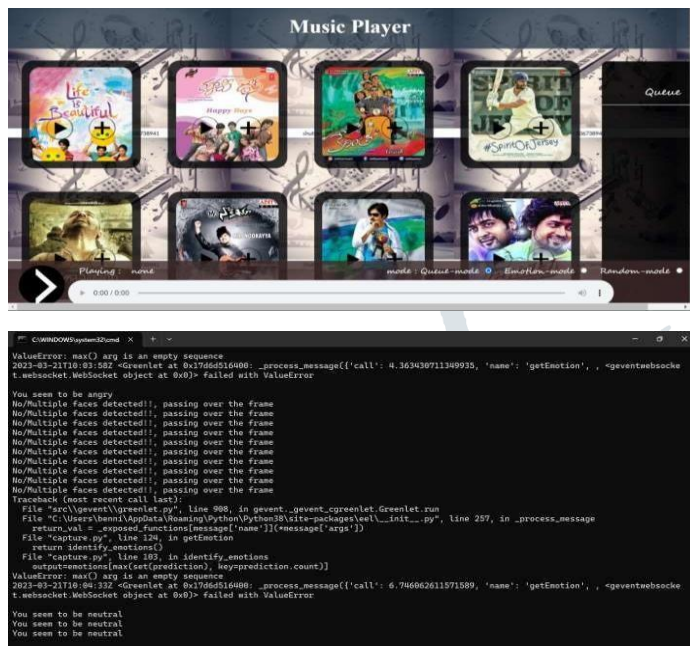 Music Player
Life is Beautiful
Happy Days
SPIRIT OF JERSEY
#SpiritOfJersey
Queue
Playing : none
mode : Queue-mode Emotion-mode Random-mode
0:00 / 0:00
C:\WINDOWS\system32\cmd
ValueError: max() arg is an empty sequence
2023-03-21T10:03:58Z <Greenlet at 0x17d6d516400: _process_message({'call': 4.363430711349935, 'name': 'getEmotion', , <geventwebsocke
t.websocket.WebSocket object at 0x0}> failed with ValueError
You seem to be angry
No/Multiple faces detected!!, passing over the frame
No/Multiple faces detected!!, passing over the frame
No/Multiple faces detected!!, passing over the frame
No/Multiple faces detected!!, passing over the frame
No/Multiple faces detected!!, passing over the frame
No/Multiple faces detected!!, passing over the frame
No/Multiple faces detected!!, passing over the frame
No/Multiple faces detected!!, passing over the frame
No/Multiple faces detected!!, passing over the frame
No/Multiple faces detected!!, passing over the frame
Traceback (most recent call last):
File "src\\gevent\\greenlet.py", line 908, in gevent._gevent_cgreenlet.Greenlet.run
File "C:\Users\benni\AppData\Roaming\Python\Python38\site-packages\eel\__init__.py", line 257, in _process_message
return_val = _exposed_functions[message['name']](*message['args'])
File "capture.py", line 124, in getEmotion
return identify_emotions()
File "capture.py", line 103, in identify_emotions
output=emotions[max(set(prediction), key=prediction.count)]
ValueError: max() arg is an empty sequence
2023-03-21T10:04:33Z <Greenlet at 0x17d6d516400: _process_message({'call': 6.746062611571589, 'name': 'getEmotion', , <geventwebsocke
t.websocket.WebSocket object at 0x0}> failed with ValueError
You seem to be neutral
You seem to be neutral
You seem to be neutral